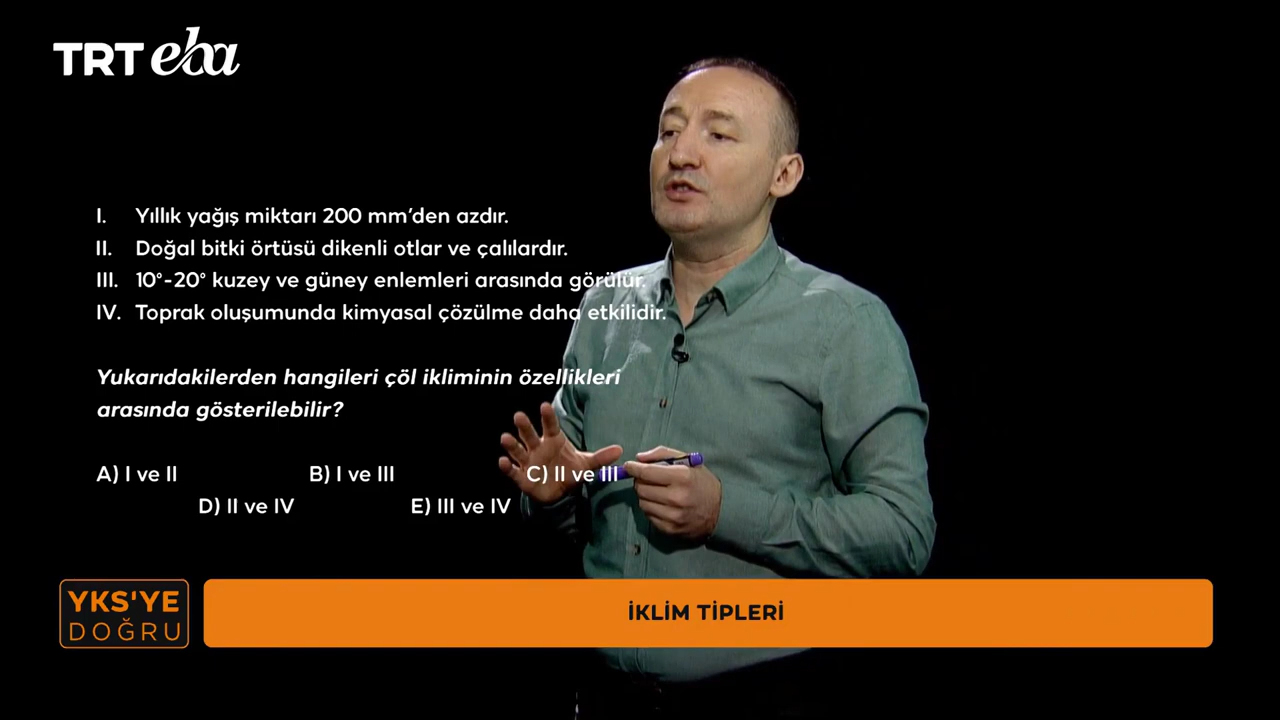 TRT eba
I. Yıllık yağış miktarı 200 mm'den azdır.
II. Doğal bitki örtüsü dikenli otlar ve çalılardır.
III. 10°-20° kuzey ve güney enlemleri arasında görülür.
IV. Toprak oluşumunda kimyasal çözülme daha etkilidir.
Yukarıdakilerden hangileri çöl ikliminin özellikleri
arasında gösterilebilir?
A) I ve II B) I ve III C) II ve III
D) II ve IV E) III ve IV
YKS'YE
DOĞRU
İKLİM TİPLERİ